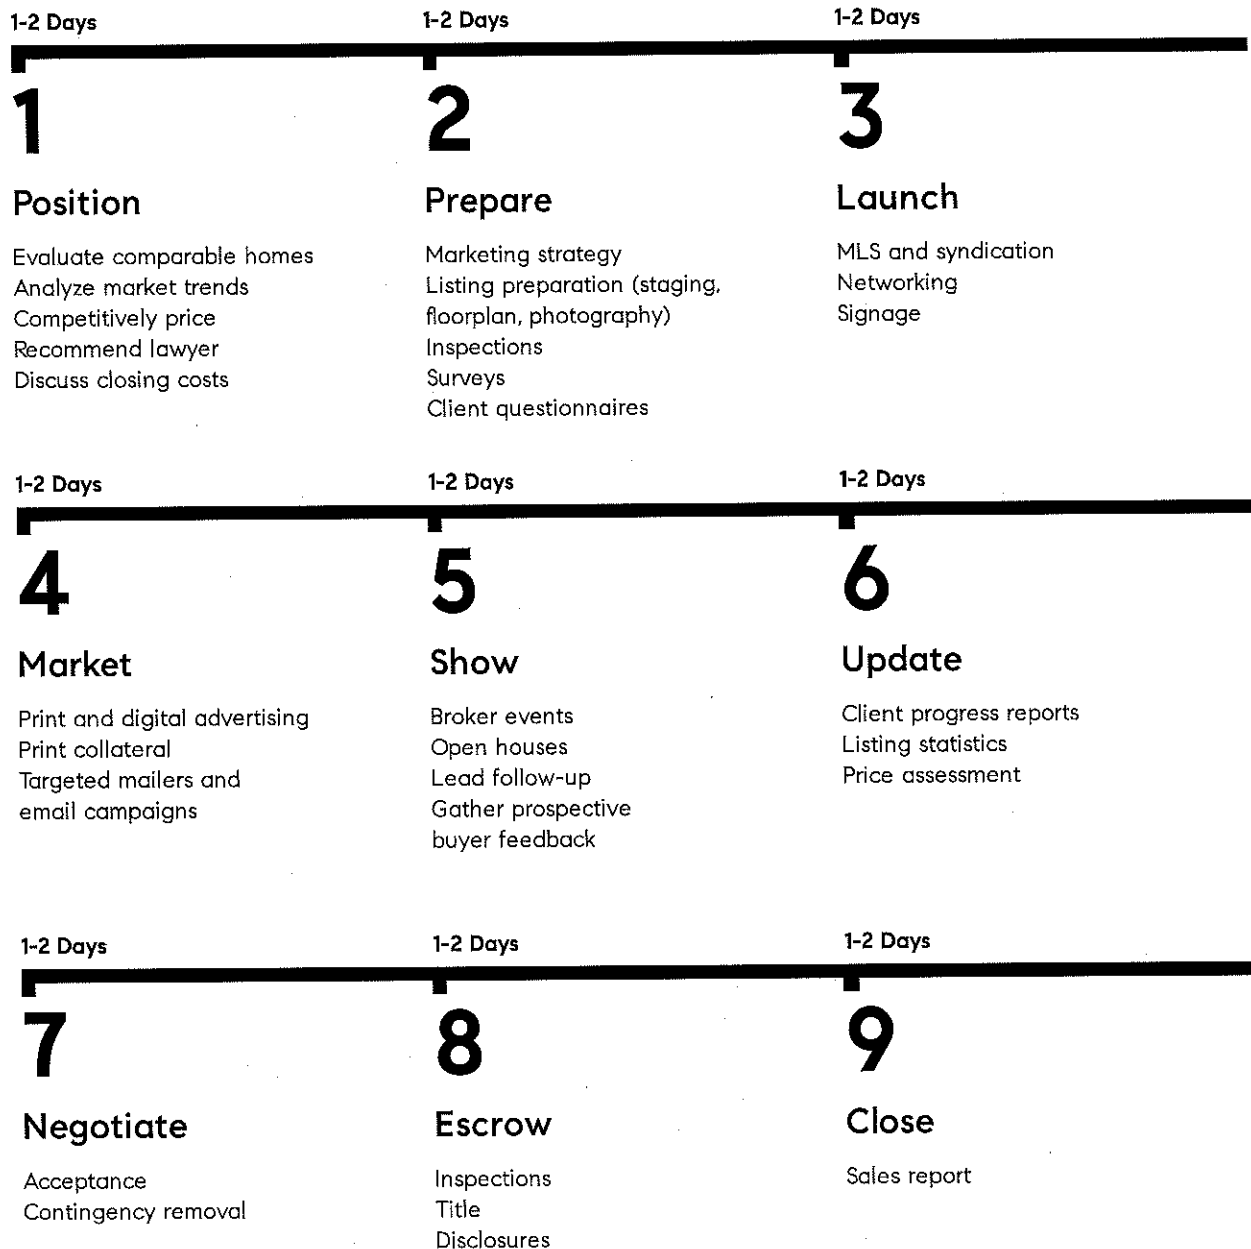 1-2 Days
1
Position
Evaluate comparable homes
Analyze market trends
Competitively price
Recommend lawyer
Discuss closing costs
1-2 Days
2
Prepare
Marketing strategy
Listing preparation (staging,
floorplan, photography)
Inspections
Surveys
Client questionnaires
1-2 Days
3
Launch
MLS and syndication
Networking
Signage
1-2 Days
4
Market
Print and digital advertising
Print collateral
Targeted mailers and
email campaigns
1-2 Days
5
Show
Broker events
Open houses
Lead follow-up
Gather prospective
buyer feedback
1-2 Days
6
Update
Client progress reports
Listing statistics
Price assessment
1-2 Days
7
Negotiate
Acceptance
Contingency removal
1-2 Days
8
Escrow
Inspections
Title
Disclosures
1-2 Days
9
Close
Sales report